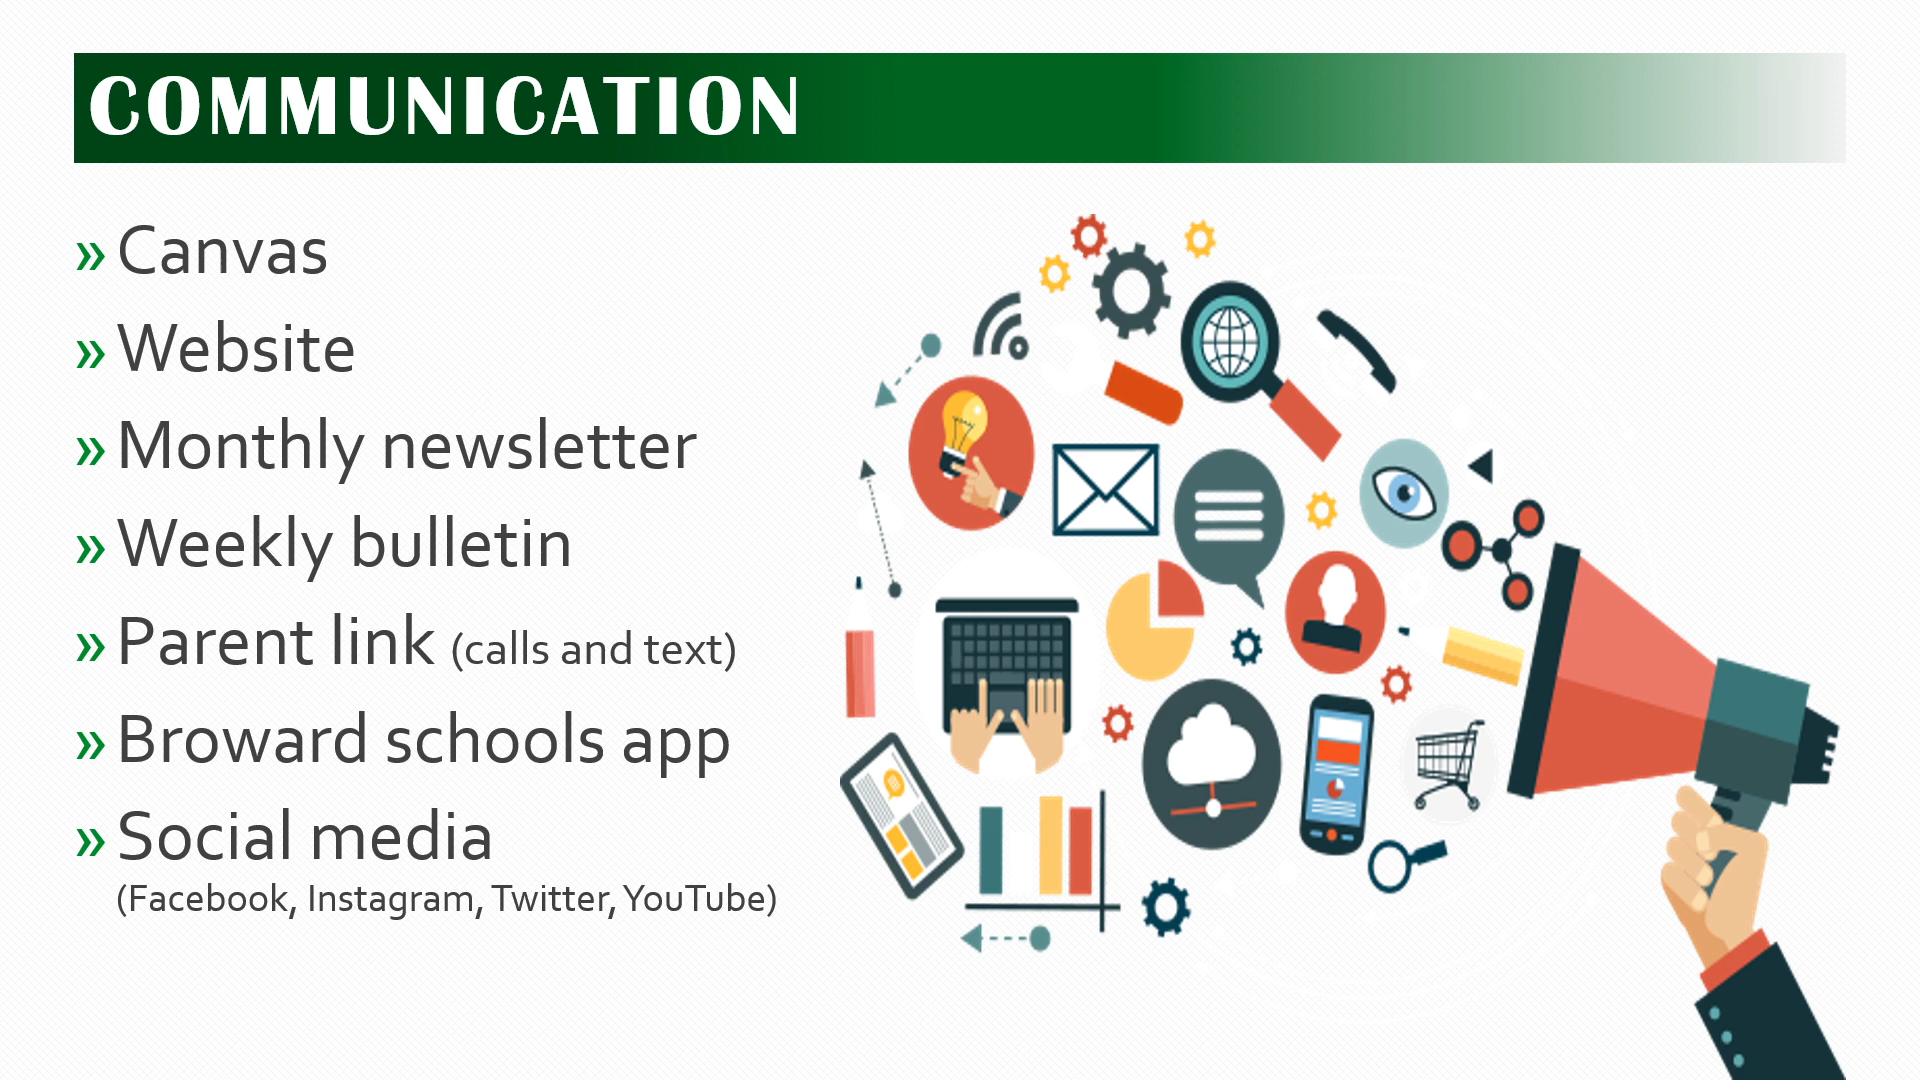 COMMUNICATION
» Canvas
» Website
» Monthly newsletter
» Weekly bulletin
» Parent link (calls and text)
» Broward schools app
» Social media
(Facebook, Instagram, Twitter, YouTube)